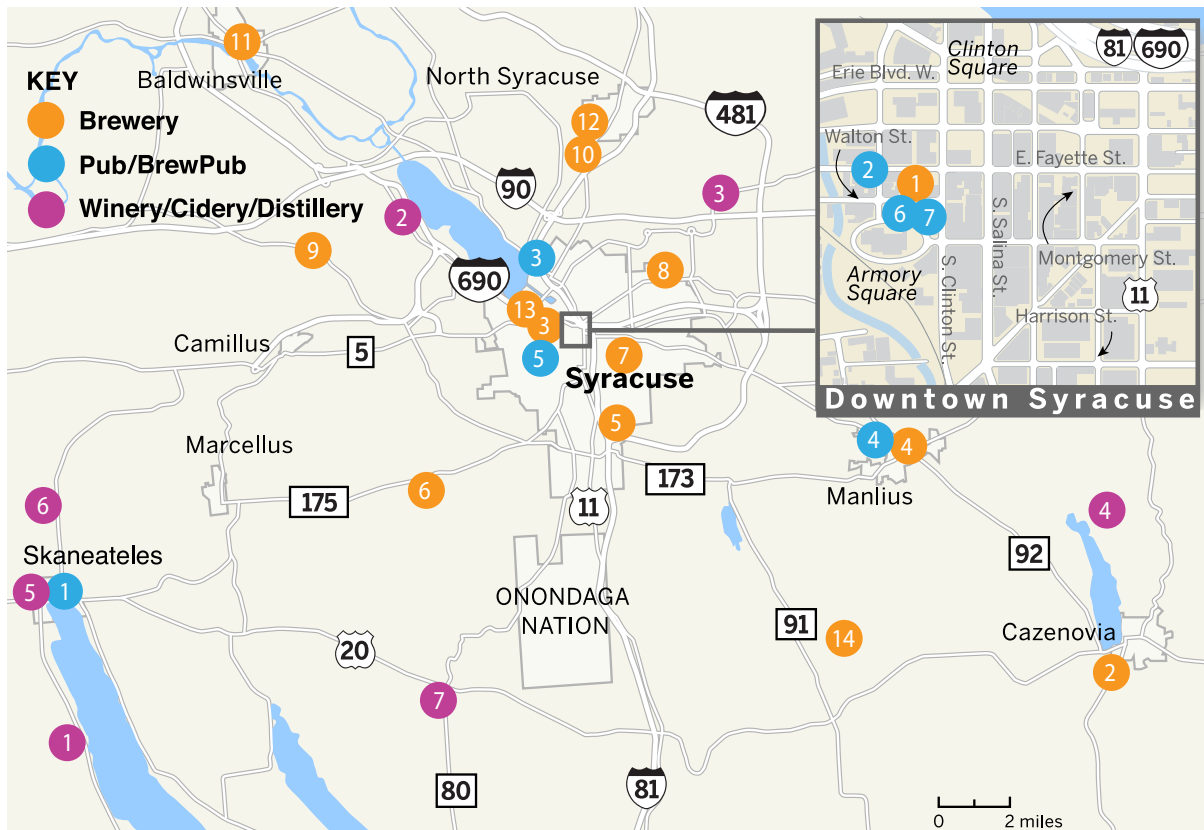 11
Baldwinsville
KEY
Brewery
Pub/BrewPub
Winery/Cidery/Distillery
North Syracuse
12
10
481
90
2
3
9
690
3
8
13
3
5
7
Camillus
5
Syracuse
5
Marcellus
6
175
173
11
4
4
Manlius
6
Skaneateles
5
1
ONONDAGA
NATION
92
4
91
14
Cazenovia
2
20
7
1
80
81
0 2 miles
Clinton
Square
81
690
Erie Blvd. W.
Walton St.
2
1
E. Fayette St.
6
7
S. Salina St.
Montgomery St.
Armory
Square
S. Clinton St.
11
Harrison St.
Downtown Syracuse